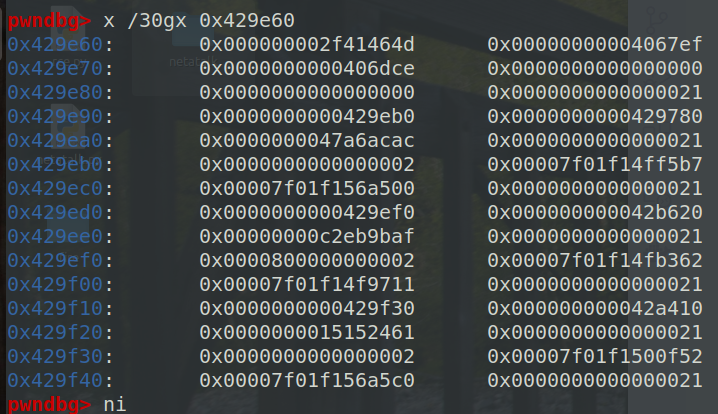 pwndbg> x /30gx 0x429e60
0x429e60: 0x000000002f41464d 0x00000000004067ef
0x429e70: 0x0000000000406dce 0x0000000000000000
0x429e80: 0x0000000000000000 0x0000000000000021
0x429e90: 0x0000000000429eb0 0x0000000000429780
0x429ea0: 0x0000000047a6acac 0x0000000000000021
0x429eb0: 0x0000000000000002 0x00007f01f14ff5b7
0x429ec0: 0x00007f01f156a500 0x0000000000000021
0x429ed0: 0x0000000000429ef0 0x000000000042b620
0x429ee0: 0x00000000c2eb9baf 0x0000000000000021
0x429ef0: 0x0000800000000002 0x00007f01f14fb362
0x429f00: 0x00007f01f14f9711 0x0000000000000021
0x429f10: 0x0000000000429f30 0x000000000042a410
0x429f20: 0x0000000015152461 0x0000000000000021
0x429f30: 0x0000000000000002 0x00007f01f1500f52
0x429f40: 0x00007f01f156a5c0 0x0000000000000021
pwndbg> ni